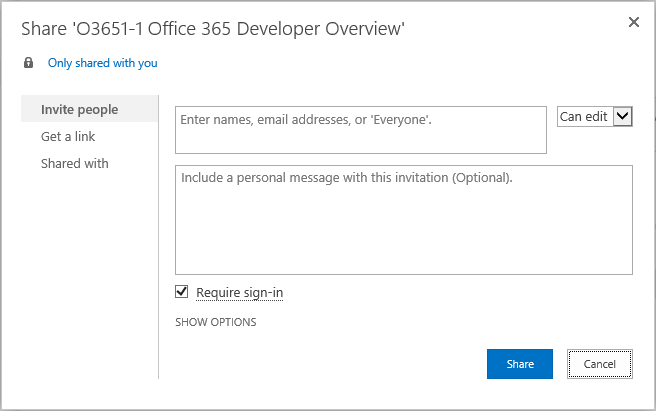 Share 'O3651-1 Office 365 Developer Overview'
Only shared with you
Invite people
Get a link
Shared with
Enter names, email addresses, or 'Everyone'.
Can edit
Include a personal message with this invitation (Optional).
Require sign-in
SHOW OPTIONS
Share
Cancel